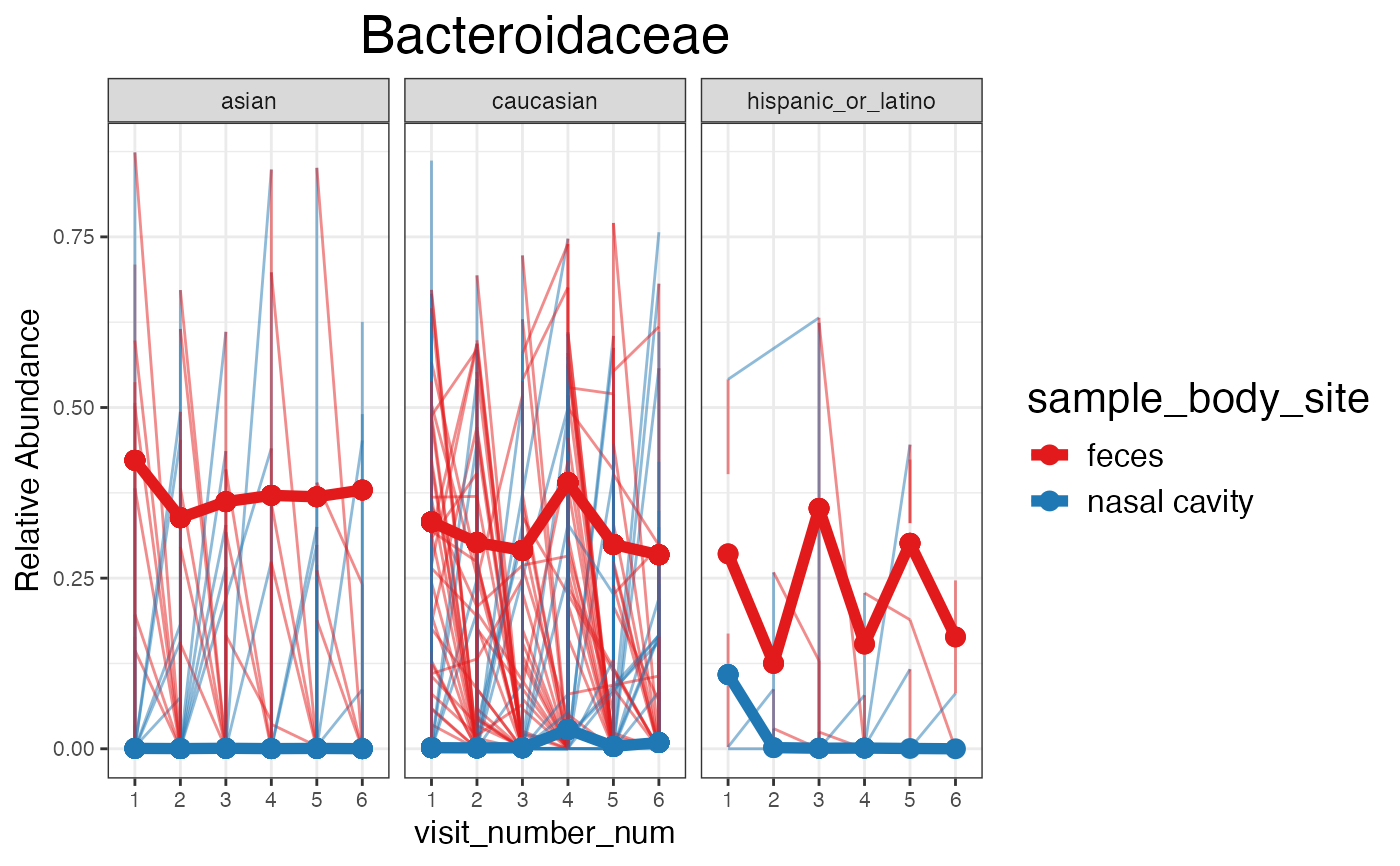 Bacteroidaceae
asian caucasian hispanic_or_latino
Relative Abundance
0.75
0.50
0.25
0.00
1 2 3 4 5 6 1 2 3 4 5 6 1 2 3 4 5 6
visit_number_num
sample_body_site
feces
nasal cavity